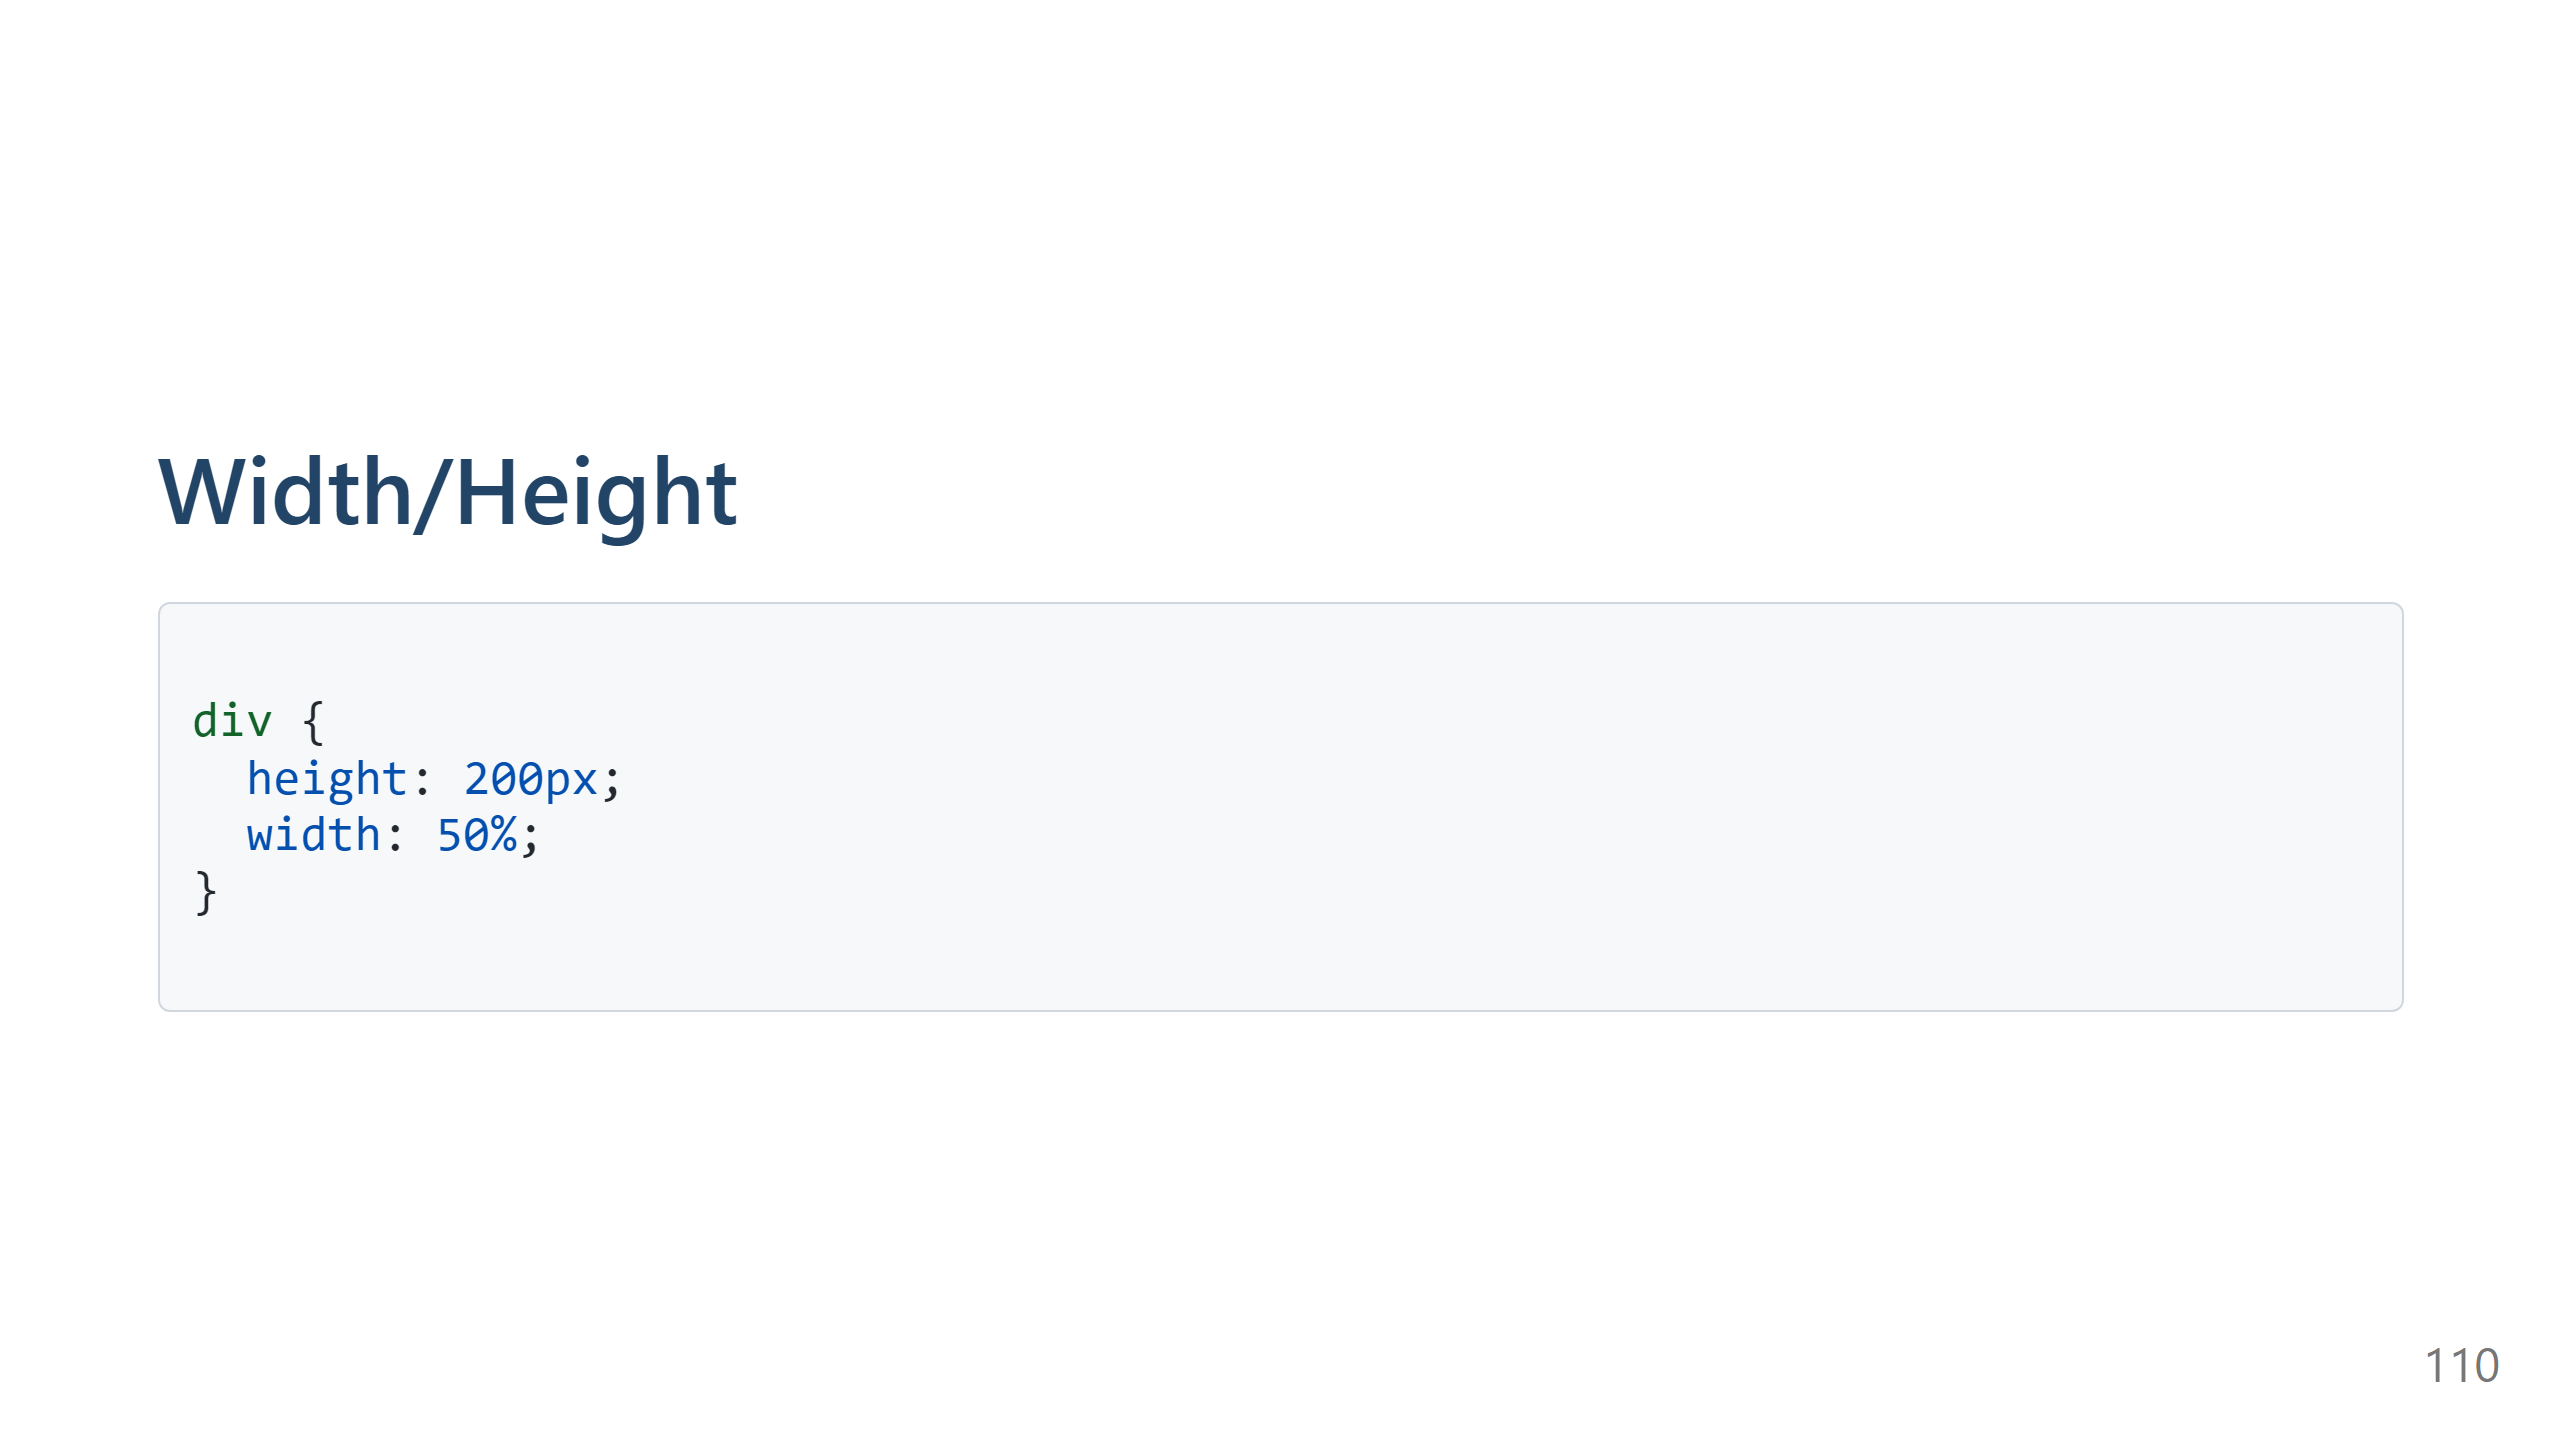 Width/Height
div {
  height: 200px;
  width: 50%;
}
110